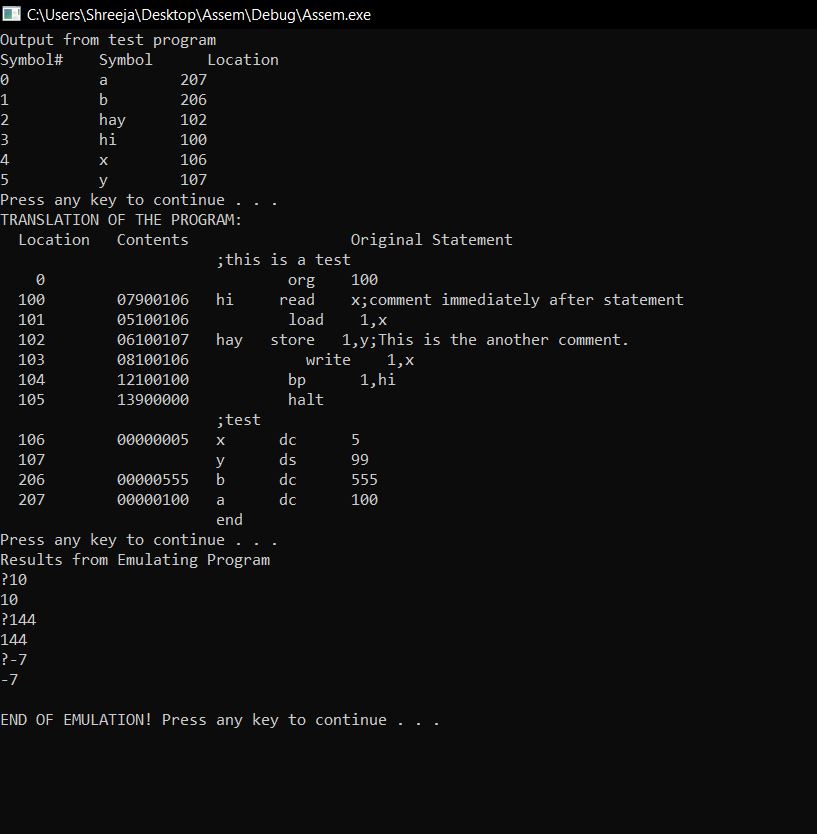 C:\Users\Shreeja\Desktop\Assem\Debug\Assem.exe
Output from test program
Symbol#    Symbol      Location
0          a        207
1          b        206
2          hay      102
3          hi       100
4          x        106
5          y        107
Press any key to continue . . .
TRANSLATION OF THE PROGRAM:
  Location   Contents                  Original Statement
                        ;this is a test
    0                           org    100
  100        07900106   hi     read    x;comment immediately after statement
  101        05100106           load    1,x
  102        06100107   hay   store   1,y;This is the another comment.
  103        08100106             write    1,x
  104        12100100           bp      1,hi
  105        13900000           halt
                        ;test
  106        00000005   x      dc      5
  107                   y      ds      99
  206        00000555   b      dc      555
  207        00000100   a      dc      100
                        end
Press any key to continue . . .
Results from Emulating Program
?10
10
?144
144
?-7
-7
END OF EMULATION! Press any key to continue . . .